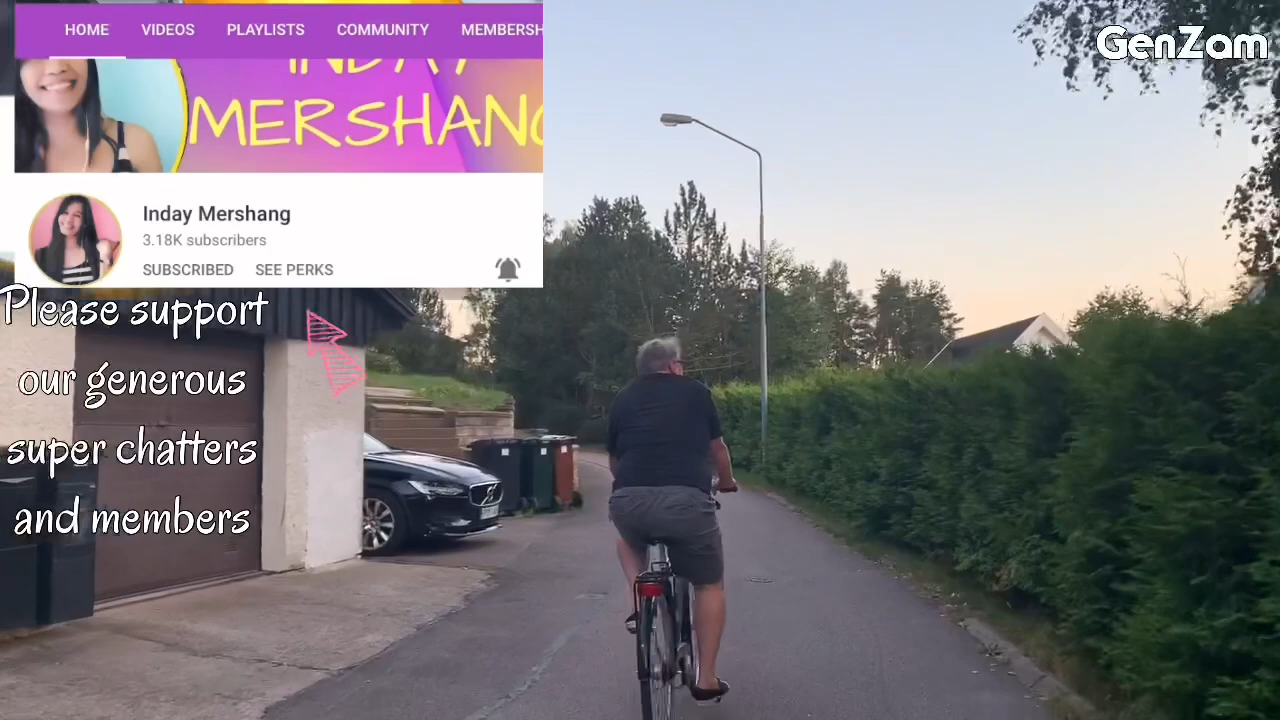 HOME VIDEOS PLAYLISTS COMMUNITY MEMBERSH
GenZam
INDAY
MERSHANG
Inday Mershang
3.18K subscribers
SUBSCRIBED SEE PERKS
Please support
our generous
super chatters
and members